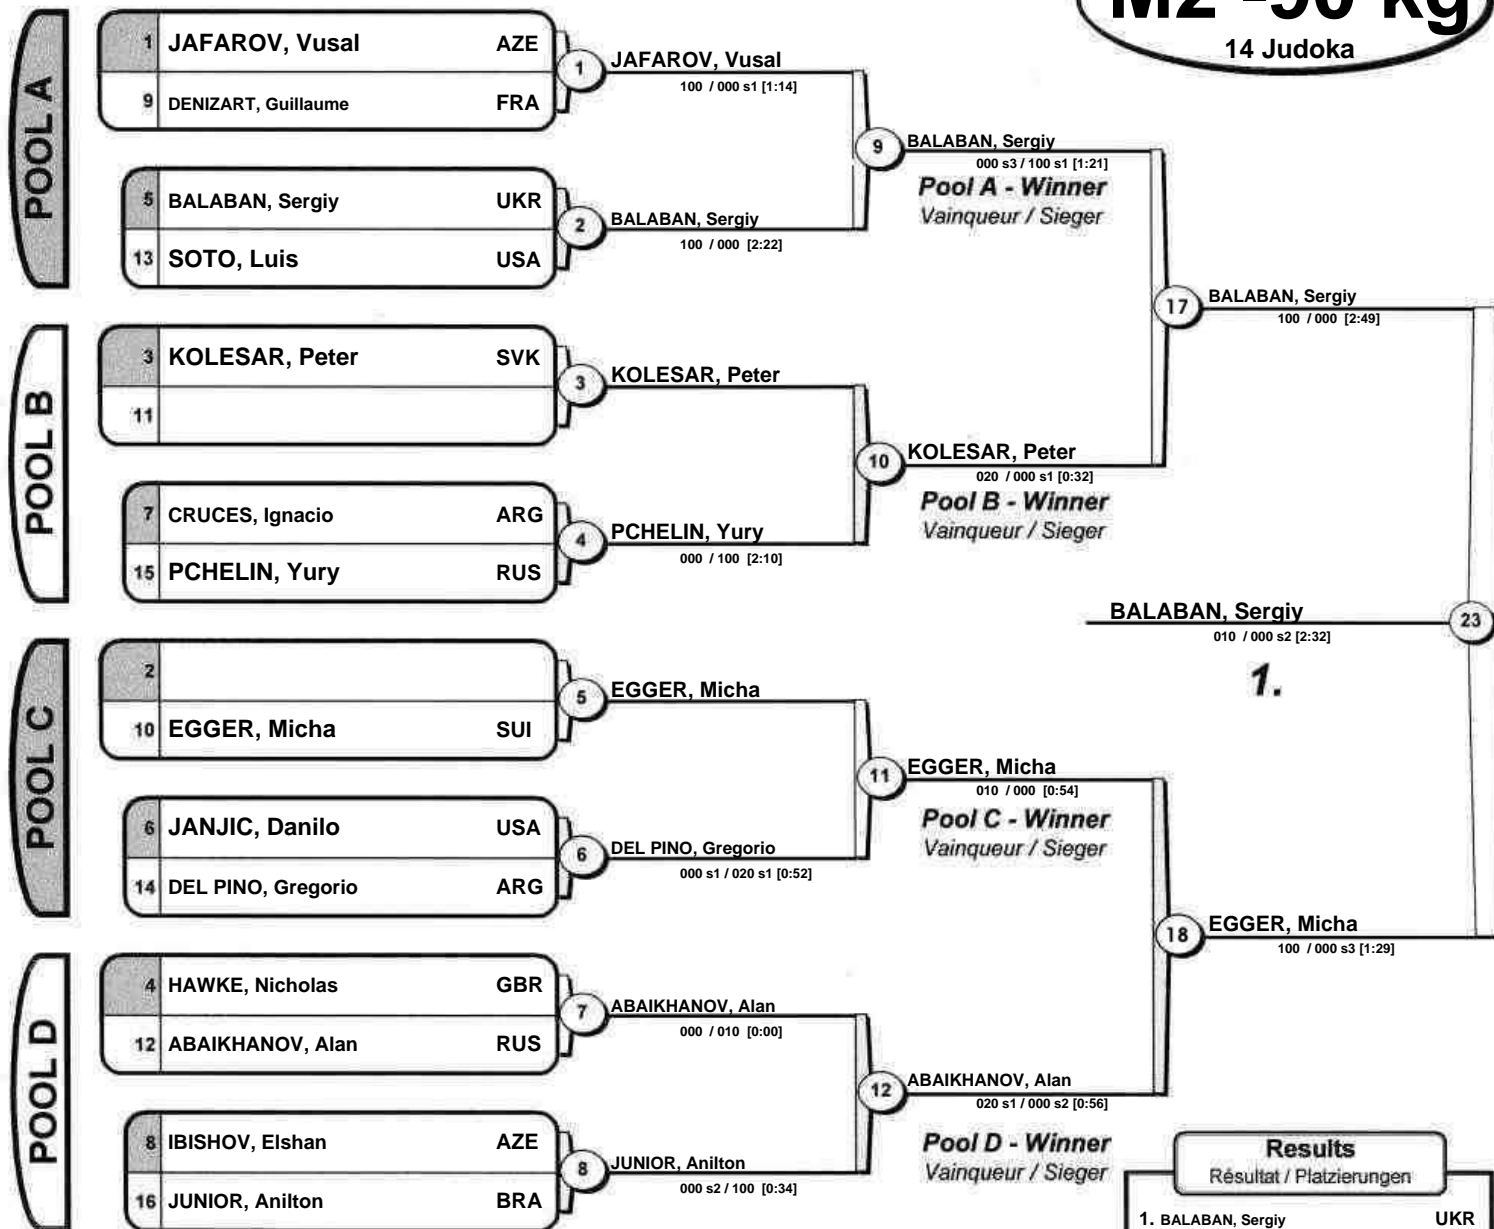 M2 -90 kg
14 Judoka
POOL A
1 JAFAROV, Vusal AZE
9 DENIZART, Guillaume FRA
1
JAFAROV, Vusal
100 / 000 s1 [1:14]
5 BALABAN, Sergiy UKR
13 SOTO, Luis USA
2
BALABAN, Sergiy
100 / 000 [2:22]
9
BALABAN, Sergiy
000 s3 / 100 s1 [1:21]
Pool A - Winner
Vainqueur / Sieger
POOL B
3 KOLESAR, Peter SVK
11
3
KOLESAR, Peter
7 CRUCES, Ignacio ARG
15 PCHELIN, Yury RUS
4
PCHELIN, Yury
000 / 100 [2:10]
10
KOLESAR, Peter
020 / 000 s1 [0:32]
Pool B - Winner
Vainqueur / Sieger
17
BALABAN, Sergiy
100 / 000 [2:49]
BALABAN, Sergiy
010 / 000 s2 [2:32]
1.
23
POOL C
2
10 EGGER, Micha SUI
5
EGGER, Micha
6 JANJIC, Danilo USA
14 DEL PINO, Gregorio ARG
6
DEL PINO, Gregorio
000 s1 / 020 s1 [0:52]
11
EGGER, Micha
010 / 000 [0:54]
Pool C - Winner
Vainqueur / Sieger
18
EGGER, Micha
100 / 000 s3 [1:29]
POOL D
4 HAWKE, Nicholas GBR
12 ABAIKHANOV, Alan RUS
7
ABAIKHANOV, Alan
000 / 010 [0:00]
8 IBISHOV, Elshan AZE
16 JUNIOR, Anilton BRA
8
JUNIOR, Anilton
000 s2 / 100 [0:34]
12
ABAIKHANOV, Alan
020 s1 / 000 s2 [0:56]
Pool D - Winner
Vainqueur / Sieger
Results
Résultat / Platzierungen
1. BALABAN, Sergiy UKR